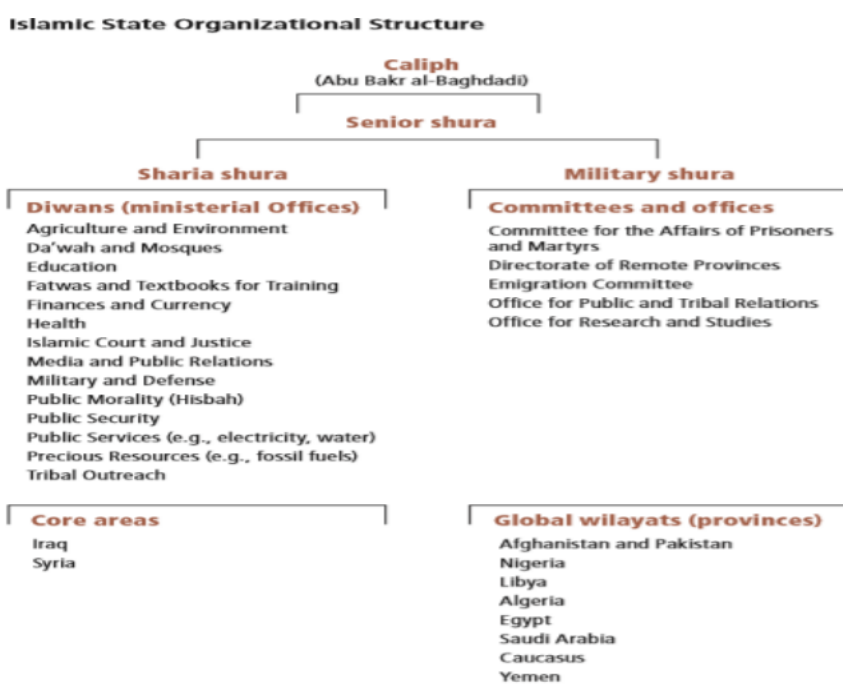 Islamic State Organizational Structure
Caliph
(Abu Bakr al-Baghdadi)
Senior shura
Sharia shura
Military shura
Diwans (ministerial Offices)
Agriculture and Environment
Da'wah and Mosques
Education
Fatwas and Textbooks for Training
Finances and Currency
Health
Islamic Court and Justice
Media and Public Relations
Military and Defense
Public Morality (Hisbah)
Public Security
Public Services (e.g., electricity, water)
Precious Resources (e.g., fossil fuels)
Tribal Outreach
Committees and offices
Committee for the Affairs of Prisoners
and Martyrs
Directorate of Remote Provinces
Emigration Committee
Office for Public and Tribal Relations
Office for Research and Studies
Core areas
Iraq
Syria
Global wilayats (provinces)
Afghanistan and Pakistan
Nigeria
Libya
Algeria
Egypt
Saudi Arabia
Caucasus
Yemen